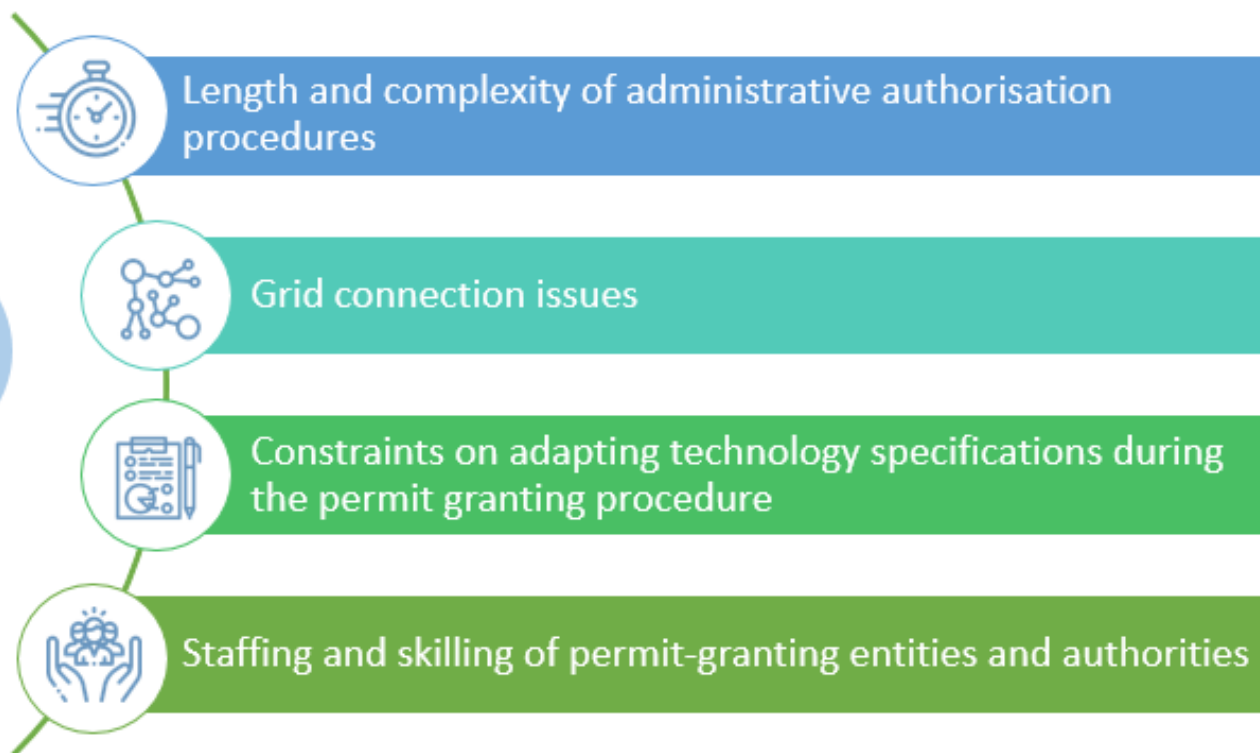 Length and complexity of administrative authorisation
procedures
Grid connection issues
Constraints on adapting technology specifications during
the permit granting procedure
Staffing and skilling of permit-granting entities and authorities